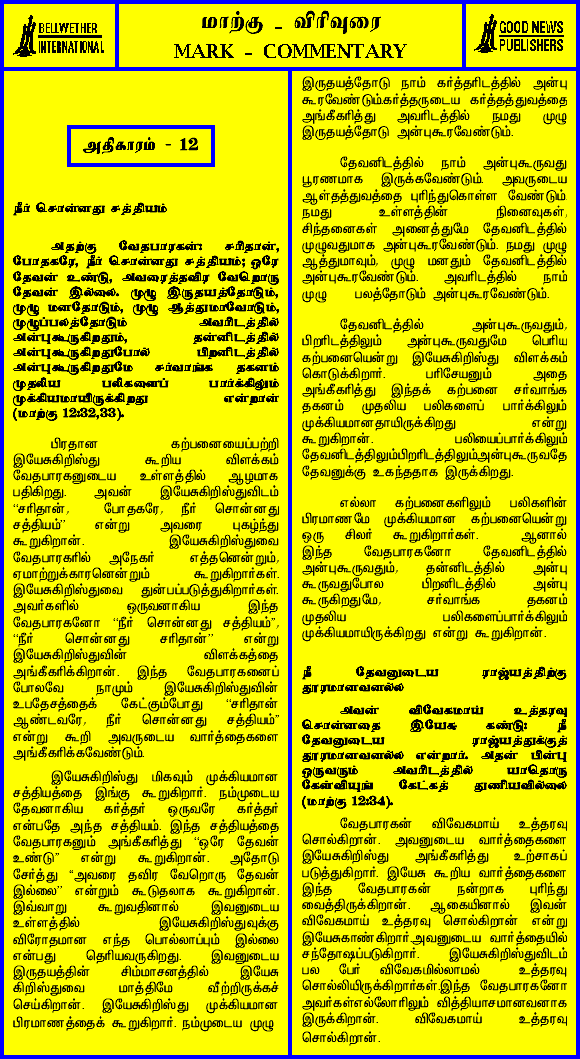 BELLWETHER
INTERNATIONAL
மாற்கு - விரிவுரை
MARK - COMMENTARY
GOOD NEWS
PUBLISHERS
அதிகாரம் - 12
நீர் சொன்னது சத்தியம்
அதற்கு வேதபாரகன்: சரிதான்,
போதகரே, நீர் சொன்னது சத்தியம்; ஒரே
தேவன் உண்டு, அவரைத்தவிர வேறொரு
தேவன் இல்லை. முழு இருதயத்தோடும்,
முழு மனதோடும், முழு ஆத்துமாவோடும்,
முழுப்பலத்தோடும் அவரிடத்தில்
அன்புகூருகிறதும், தன்னிடத்தில்
அன்புகூருகிறதுபோல் பிறனிடத்தில்
அன்புகூருகிறதுமே சர்வாங்க தகனம்
முதலிய பலிகளைப் பார்க்கிலும்
முக்கியமாயிருக்கிறது என்றான்
(மாற்கு 12:32,33).
பிரதான கற்பனையைப்பற்றி
இயேசுகிறிஸ்து கூறிய விளக்கம்
வேதபாரகனுடைய உள்ளத்தில் ஆழமாக
பதிகிறது. அவன் இயேசுகிறிஸ்துவிடம்
“சரிதான், போதகரே, நீர் சொன்னது
சத்தியம்” என்று அவரை புகழ்ந்து
கூறுகிறான். இயேசுகிறிஸ்துவை
வேதபாரகரில் அநேகர் எத்தனென்றும்,
ஏமாற்றுக்காரனென்றும் கூறுகிறார்கள்.
இயேசுகிறிஸ்துவை துன்பப்படுத்துகிறார்கள்.
அவர்களில் ஒருவனாகிய இந்த
வேதபாரகனோ “நீர் சொன்னது சத்தியம்”,
“நீர் சொன்னது சரிதான்” என்று
இயேசுகிறிஸ்துவின் விளக்கத்தை
அங்கீகரிக்கிறான். இந்த வேதபாரகனைப்
போலவே நாமும் இயேசுகிறிஸ்துவின்
உபதேசத்தைக் கேட்கும்போது “சரிதான்
ஆண்டவரே, நீர் சொன்னது சத்தியம்”
என்று கூறி அவருடைய வார்த்தைகளை
அங்கீகரிக்கவேண்டும்.
இயேசுகிறிஸ்து மிகவும் முக்கியமான
சத்தியத்தை இங்கு கூறுகிறார். நம்முடைய
தேவனாகிய கர்த்தர் ஒருவரே கர்த்தர்
என்பதே அந்த சத்தியம். இந்த சத்தியத்தை
வேதபாரகனும் அங்கீகரித்து “ஒரே தேவன்
உண்டு” என்று கூறுகிறான். அதோடு
சேர்த்து “அவரை தவிர வேறொரு தேவன்
இல்லை” என்றும் கூடுதலாக கூறுகிறான்.
இவ்வாறு கூறுவதினால் இவனுடைய
உள்ளத்தில் இயேசுகிறிஸ்துவுக்கு
விரோதமான எந்த பொல்லாப்பும் இல்லை
என்பது தெரியவருகிறது. இவனுடைய
இருதயத்தின் சிம்மாசனத்தில் இயேசு
கிறிஸ்துவை மாத்திமே வீற்றிருக்கச்
செய்கிறான். இயேசுகிறிஸ்து முக்கியமான
பிரமாணத்தைக் கூறுகிறார். நம்முடைய முழு
இருதயத்தோடு நாம் கர்த்தரிடத்தில் அன்பு
கூரவேண்டும்.கர்த்தருடைய கர்த்தத்துவத்தை
அங்கீகரித்து அவரிடத்தில் நமது முழு
இருதயத்தோடு அன்புகூரவேண்டும்.
தேவனிடத்தில் நாம் அன்புகூருவது
பூரணமாக இருக்கவேண்டும். அவருடைய
ஆள்தத்துவத்தை புரிந்துகொள்ள வேண்டும்.
நமது உள்ளத்தின் நினைவுகள்,
சிந்தனைகள் அனைத்துமே தேவனிடத்தில்
முழுவதுமாக அன்புகூரவேண்டும். நமது முழு
ஆத்துமாவும், முழு மனதும் தேவனிடத்தில்
அன்புகூரவேண்டும். அவரிடத்தில் நாம்
முழு பலத்தோடும் அன்புகூரவேண்டும்.
தேவனிடத்தில் அன்புகூருவதும்,
பிறரிடத்திலும் அன்புகூருவதுமே பெரிய
கற்பனையென்று இயேசுகிறிஸ்து விளக்கம்
கொடுக்கிறார். பரிசேயனும் அதை
அங்கீகரித்து இந்தக் கற்பனை சர்வாங்க
தகனம் முதலிய பலிகளைப் பார்க்கிலும்
முக்கியமானதாயிருக்கிறது என்று
கூறுகிறான். பலியைப்பார்க்கிலும்
தேவனிடத்திலும்பிறரிடத்திலும்அன்புகூருவதே
தேவனுக்கு உகந்ததாக இருக்கிறது.
எல்லா கற்பனைகளிலும் பலிகளின்
பிரமாணமே முக்கியமான கற்பனையென்று
ஒரு சிலர் கூறுகிறார்கள். ஆனால்
இந்த வேதபாரகனோ தேவனிடத்தில்
அன்புகூருவதும், தன்னிடத்தில் அன்பு
கூருவதுபோல பிறனிடத்தில் அன்பு
கூருகிறதுமே, சர்வாங்க தகனம்
முதலிய பலிகளைப்பார்க்கிலும்
முக்கியமாயிருக்கிறது என்று கூறுகிறான்.
நீ தேவனுடைய ராஜ்யத்திற்கு
தூரமானவனல்ல
அவன் விவேகமாய் உத்தரவு
சொன்னதை இயேசு கண்டு: நீ
தேவனுடைய ராஜ்யத்துக்குத்
தூரமானவனல்ல என்றார். அதன் பின்பு
ஒருவரும் அவரிடத்தில் யாதொரு
கேள்வியுங் கேட்கத் துணியவில்லை
(மாற்கு 12:34).
வேதபாரகன் விவேகமாய் உத்தரவு
சொல்கிறான். அவனுடைய வார்த்தைகளை
இயேசுகிறிஸ்து அங்கீகரித்து உற்சாகப்
படுத்துகிறார். இயேசு கூறிய வார்த்தைகளை
இந்த வேதபாரகன் நன்றாக புரிந்து
வைத்திருக்கிறான். ஆகையினால் இவன்
விவேகமாய் உத்தரவு சொல்கிறான் என்று
இயேசுகாண்கிறார்.அவனுடைய வார்த்தையில்
சந்தோஷப்படுகிறார். இயேசுகிறிஸ்துவிடம்
பல பேர் விவேகமில்லாமல் உத்தரவு
சொல்லியிருக்கிறார்கள்.இந்த வேதபாரகனோ
அவர்கள்எல்லோரிலும் வித்தியாசமானவனாக
இருக்கிறான். விவேகமாய் உத்தரவு
சொல்கிறான்.